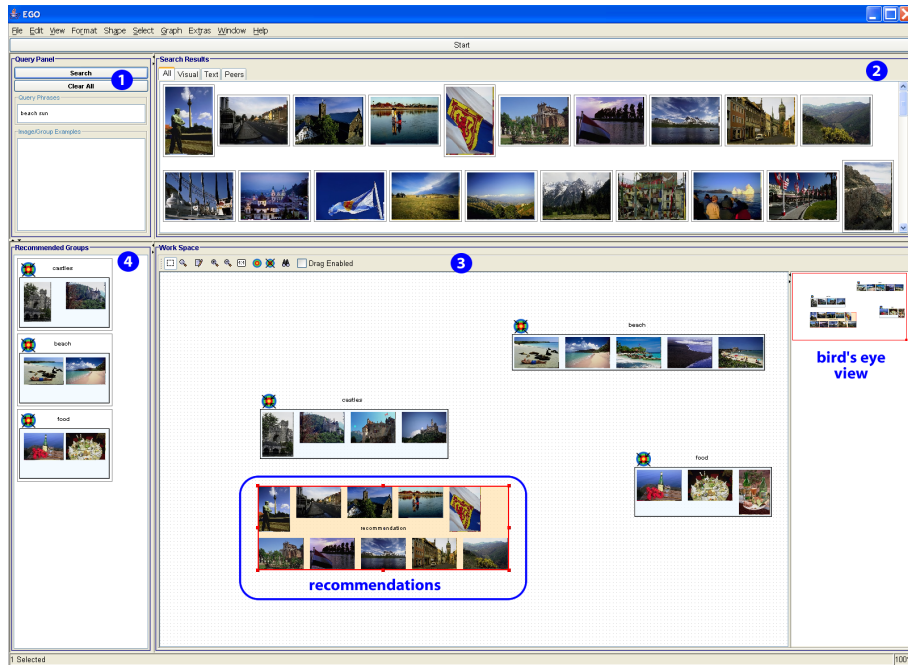 EGO
File Edit View Format Shape Select Graph Extras Window Help
Start
Query Panel
Search
Clear All
1
Query Phrases
beach sun
Image/Group Examples
Search Results
2
All Visual Text Peers
Recommended Groups
4
castles
beach
food
Work Space
3
Drag Enabled
beach
castles
food
recommendation
recommendations
bird's eye
view
1 Selected
100%